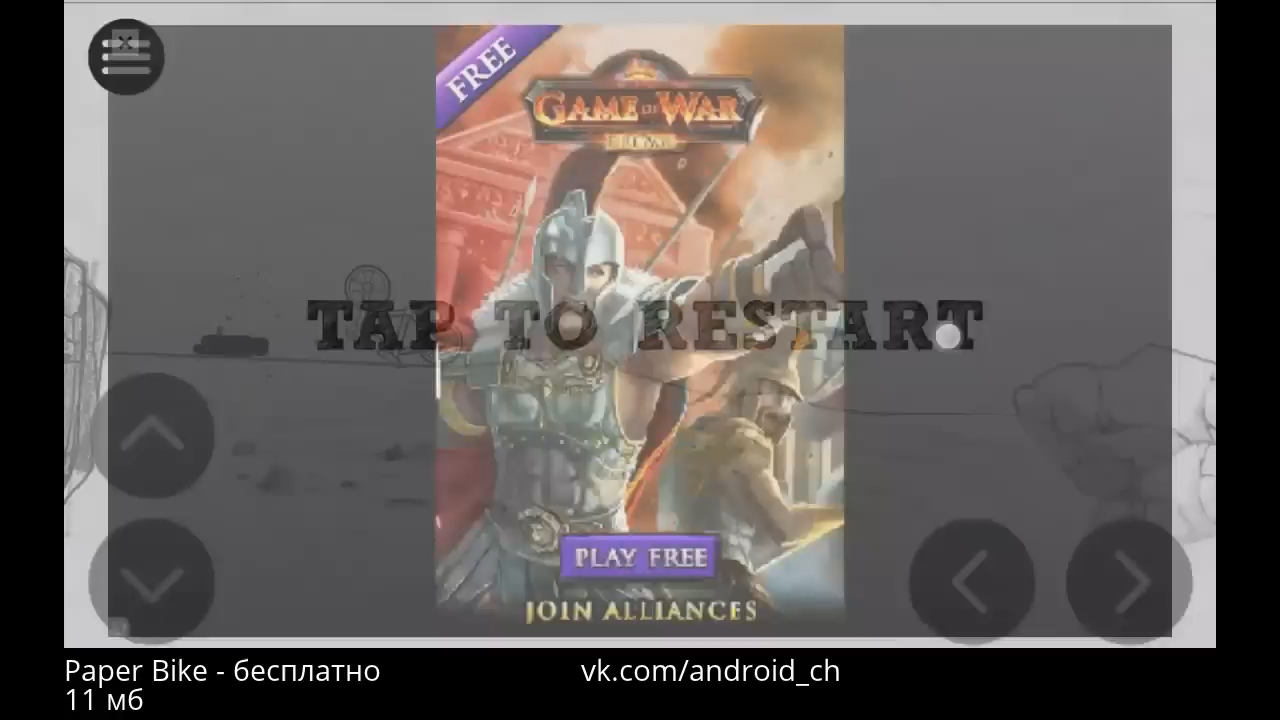 FREE
GAME OF WAR
TAP TO RESTART
PLAY FREE
JOIN ALLIANCES
Paper Bike - бесплатно
11 мб
vk.com/android_ch